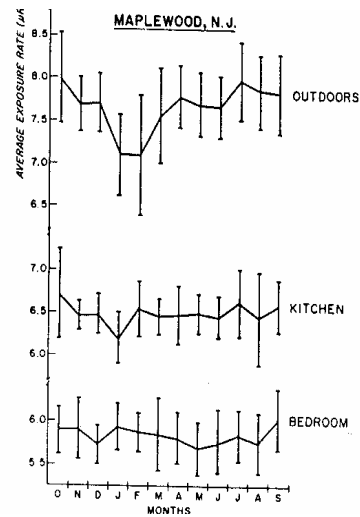 MAPLEWOOD, N.J.
AVERAGE EXPOSURE RATE
8.5
8.0
7.5
7.0
6.5
OUTDOORS
7.0
6.5
6.0
KITCHEN
6.0
5.5
BEDROOM
O N D J F M A M J J A S
MONTHS